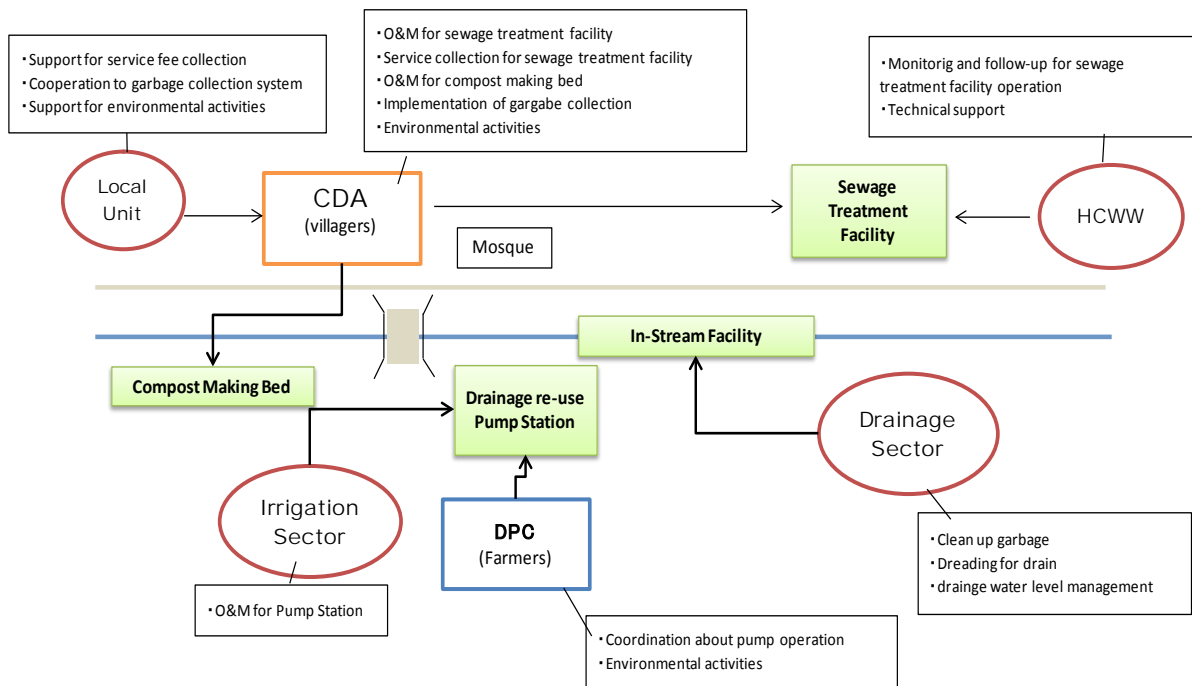 ・Support for service fee collection
・Cooperation to garbage collection system
・Support for environmental activities
・O&M for sewage treatment facility
・Service collection for sewage treatment facility
・O&M for compost making bed
・Implementation of gargabe collection
・Environmental activities
・Monitorig and follow-up for sewage
treatment facility operation
・Technical support
Local
Unit
CDA
(villagers)
Mosque
Sewage
Treatment
Facility
HCWW
In-Stream Facility
Compost Making Bed
Drainage re-use
Pump Station
Drainage
Sector
Irrigation
Sector
DPC
(Farmers)
・Clean up garbage
・Dreading for drain
・drainge water level management
・O&M for Pump Station
・Coordination about pump operation
・Environmental activities